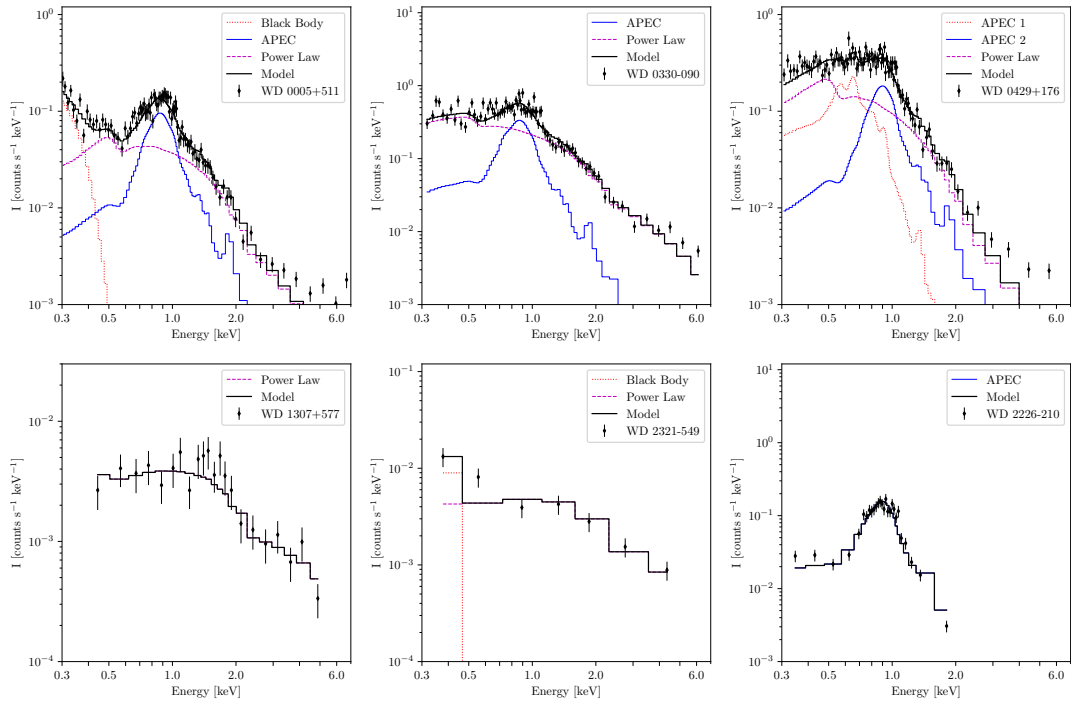 10^0
10^-1
10^-2
10^-3
I [counts s^-1 keV^-1]
0.3 0.5 1.0 2.0 6.0
Energy [keV]
Black Body
APEC
Power Law
Model
WD 0005+511
10^1
10^0
10^-1
10^-2
10^-3
I [counts s^-1 keV^-1]
0.3 0.5 1.0 2.0 6.0
Energy [keV]
APEC
Power Law
Model
WD 0330-090
10^0
10^-1
10^-2
10^-3
I [counts s^-1 keV^-1]
0.3 0.5 1.0 2.0 6.0
Energy [keV]
APEC 1
APEC 2
Power Law
Model
WD 0429+176
10^-2
10^-3
10^-4
I [counts s^-1 keV^-1]
0.3 0.5 1.0 2.0 6.0
Energy [keV]
Power Law
Model
WD 1307+577
10^-1
10^-2
10^-3
10^-4
I [counts s^-1 keV^-1]
0.3 0.5 1.0 2.0 6.0
Energy [keV]
Black Body
Power Law
Model
WD 2321-549
10^1
10^0
10^-1
10^-2
10^-3
I [counts s^-1 keV^-1]
0.3 0.5 1.0 2.0 6.0
Energy [keV]
APEC
Model
WD 2226-210